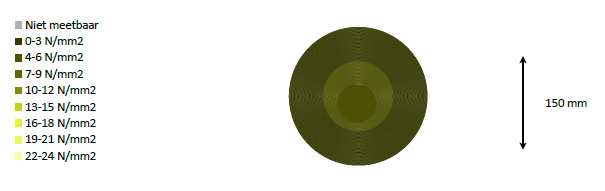 Niet meetbaar
0-3 N/mm2
4-6 N/mm2
7-9 N/mm2
10-12 N/mm2
13-15 N/mm2
16-18 N/mm2
19-21 N/mm2
22-24 N/mm2
150 mm